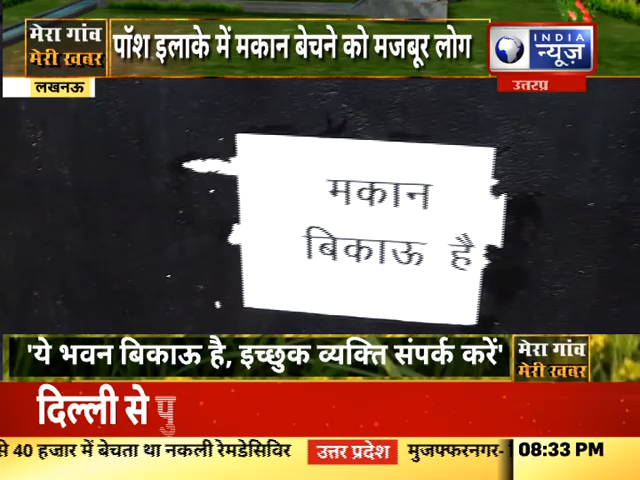 मेरा गांव
मेरी खबर
पॉश इलाके में मकान बेचने को मजबूर लोग
INDIA
न्यूज़
लखनऊ
उत्तरप्र
मकान
बिकाऊ है
'ये भवन बिकाऊ है, इच्छुक व्यक्ति संपर्क करें'
मेरा गांव
मेरी खबर
दिल्ली से पु
से 40 हजार में बेचता था नकली रेमडेसिविर
उत्तर प्रदेश
मुजफ्फरनगर-
08:33 PM